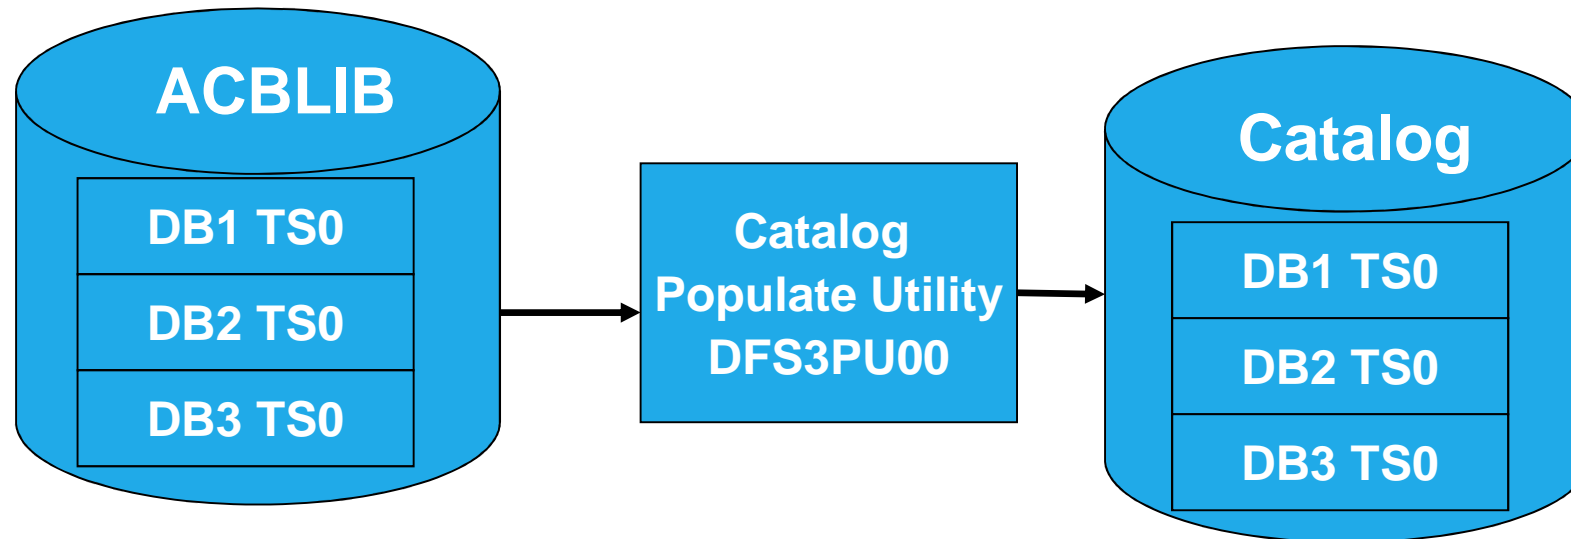 ACBLIB
DB1 TS0
DB2 TS0
DB3 TS0
Catalog
Populate Utility
DFS3PU00
Catalog
DB1 TS0
DB2 TS0
DB3 TS0